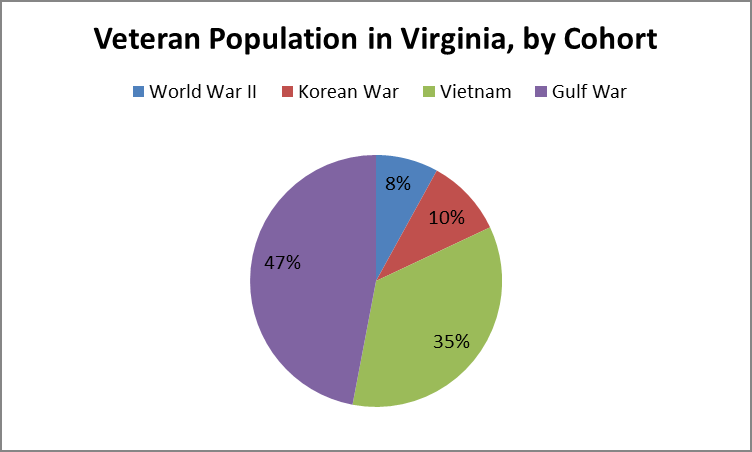 Veteran Population in Virginia, by Cohort
World War II Korean War Vietnam Gulf War
8%
10%
47%
35%